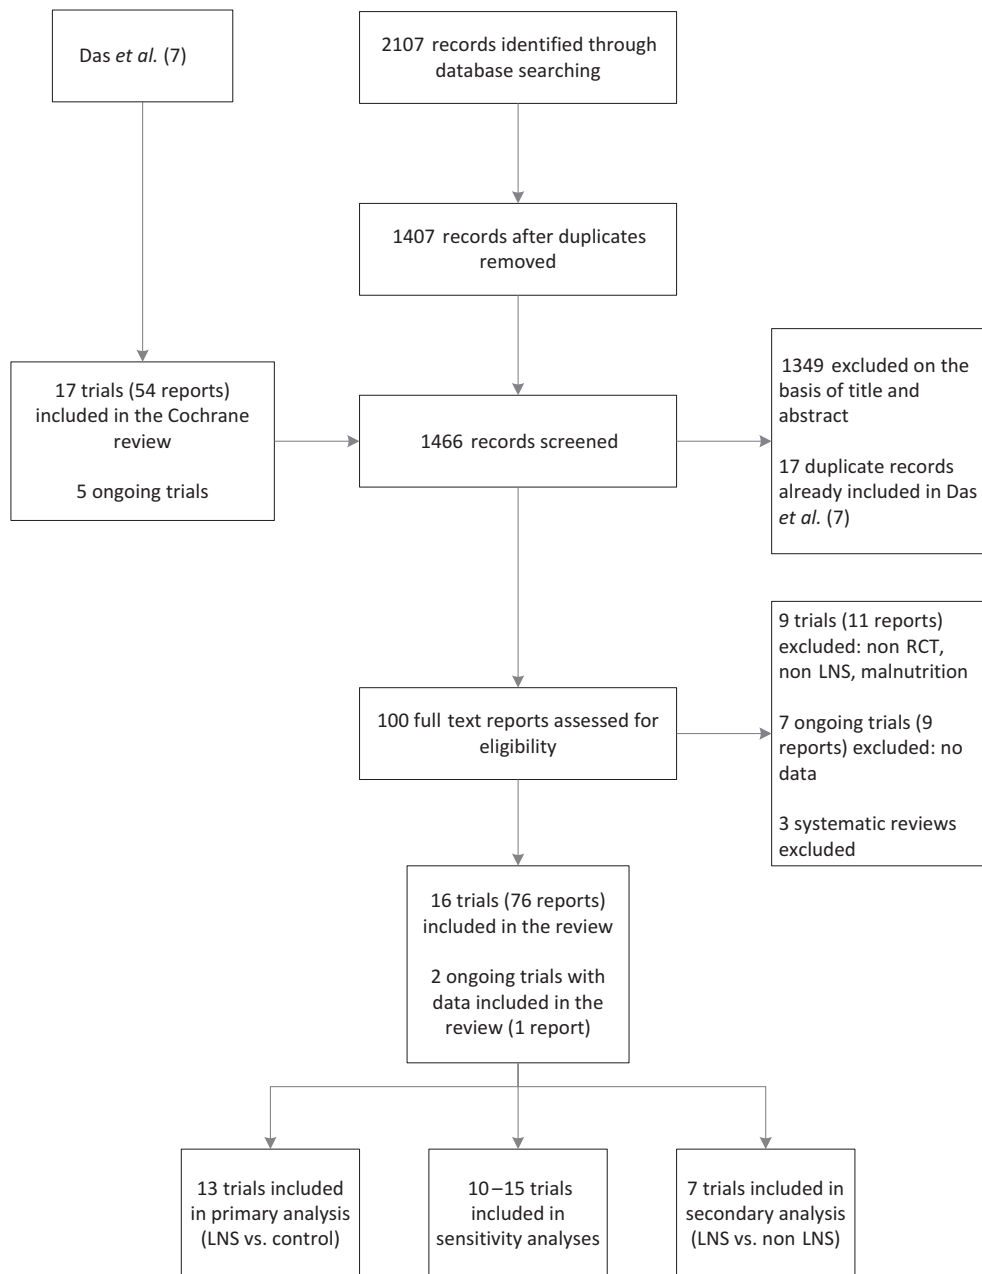 Das et al. (7)
2107 records identified through
database searching
1407 records after duplicates
removed
17 trials (54 reports)
included in the Cochrane
review
5 ongoing trials
1466 records screened
1349 excluded on the
basis of title and
abstract
17 duplicate records
already included in Das
et al. (7)
100 full text reports assessed for
eligibility
9 trials (11 reports)
excluded: non RCT,
non LNS, malnutrition
7 ongoing trials (9
reports) excluded: no
data
3 systematic reviews
excluded
16 trials (76 reports)
included in the review
2 ongoing trials with
data included in the
review (1 report)
13 trials included
in primary analysis
(LNS vs. control)
10–15 trials
included in
sensitivity analyses
7 trials included in
secondary analysis
(LNS vs. non LNS)